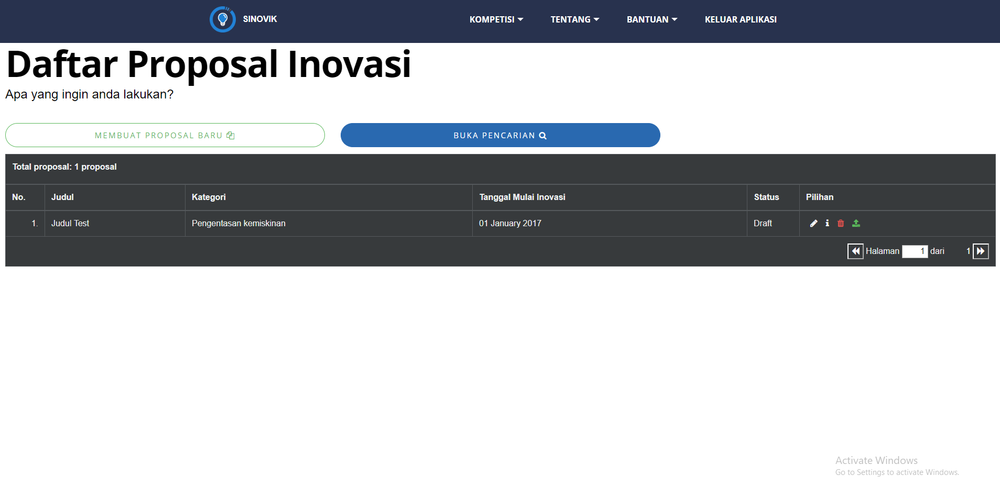 SINOVIK
KOMPETISI TENTANG BANTUAN KELUAR APLIKASI
Daftar Proposal Inovasi
Apa yang ingin anda lakukan?
MEMBUAT PROPOSAL BARU
BUKA PENCARIAN
Total proposal: 1 proposal
No. Judul Kategori Tanggal Mulai Inovasi Status Pilihan
1. Judul Test Pengentasan kemiskinan 01 January 2017 Draft
Halaman 1 dari 1
Activate Windows
Go to Settings to activate Windows.